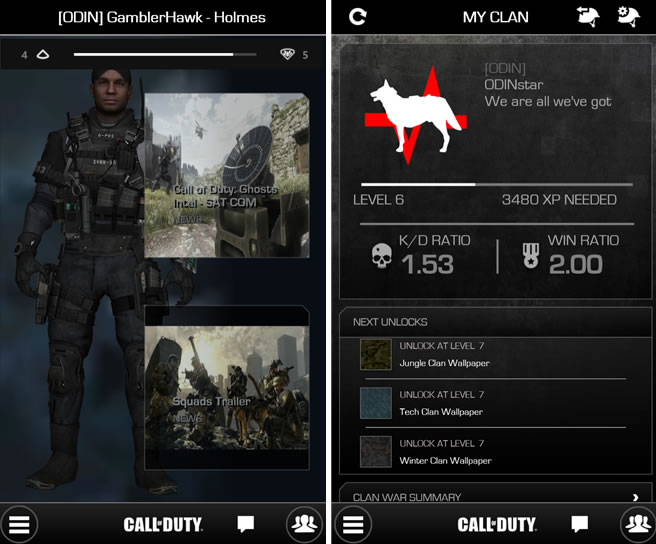 [ODIN] GamblerHawk - Holmes
4
5
Call of Duty: Ghosts
Intel - SAT COM
NEWS
Squads Trailer
NEWS
CALL OF DUTY
MY CLAN
[ODIN]
ODINstar
We are all we've got
LEVEL 6
3480 XP NEEDED
K/D RATIO
1.53
WIN RATIO
2.00
NEXT UNLOCKS
UNLOCK AT LEVEL 7
Jungle Clan Wallpaper
UNLOCK AT LEVEL 7
Tech Clan Wallpaper
UNLOCK AT LEVEL 7
Winter Clan Wallpaper
CLAN WAR SUMMARY
CALL OF DUTY